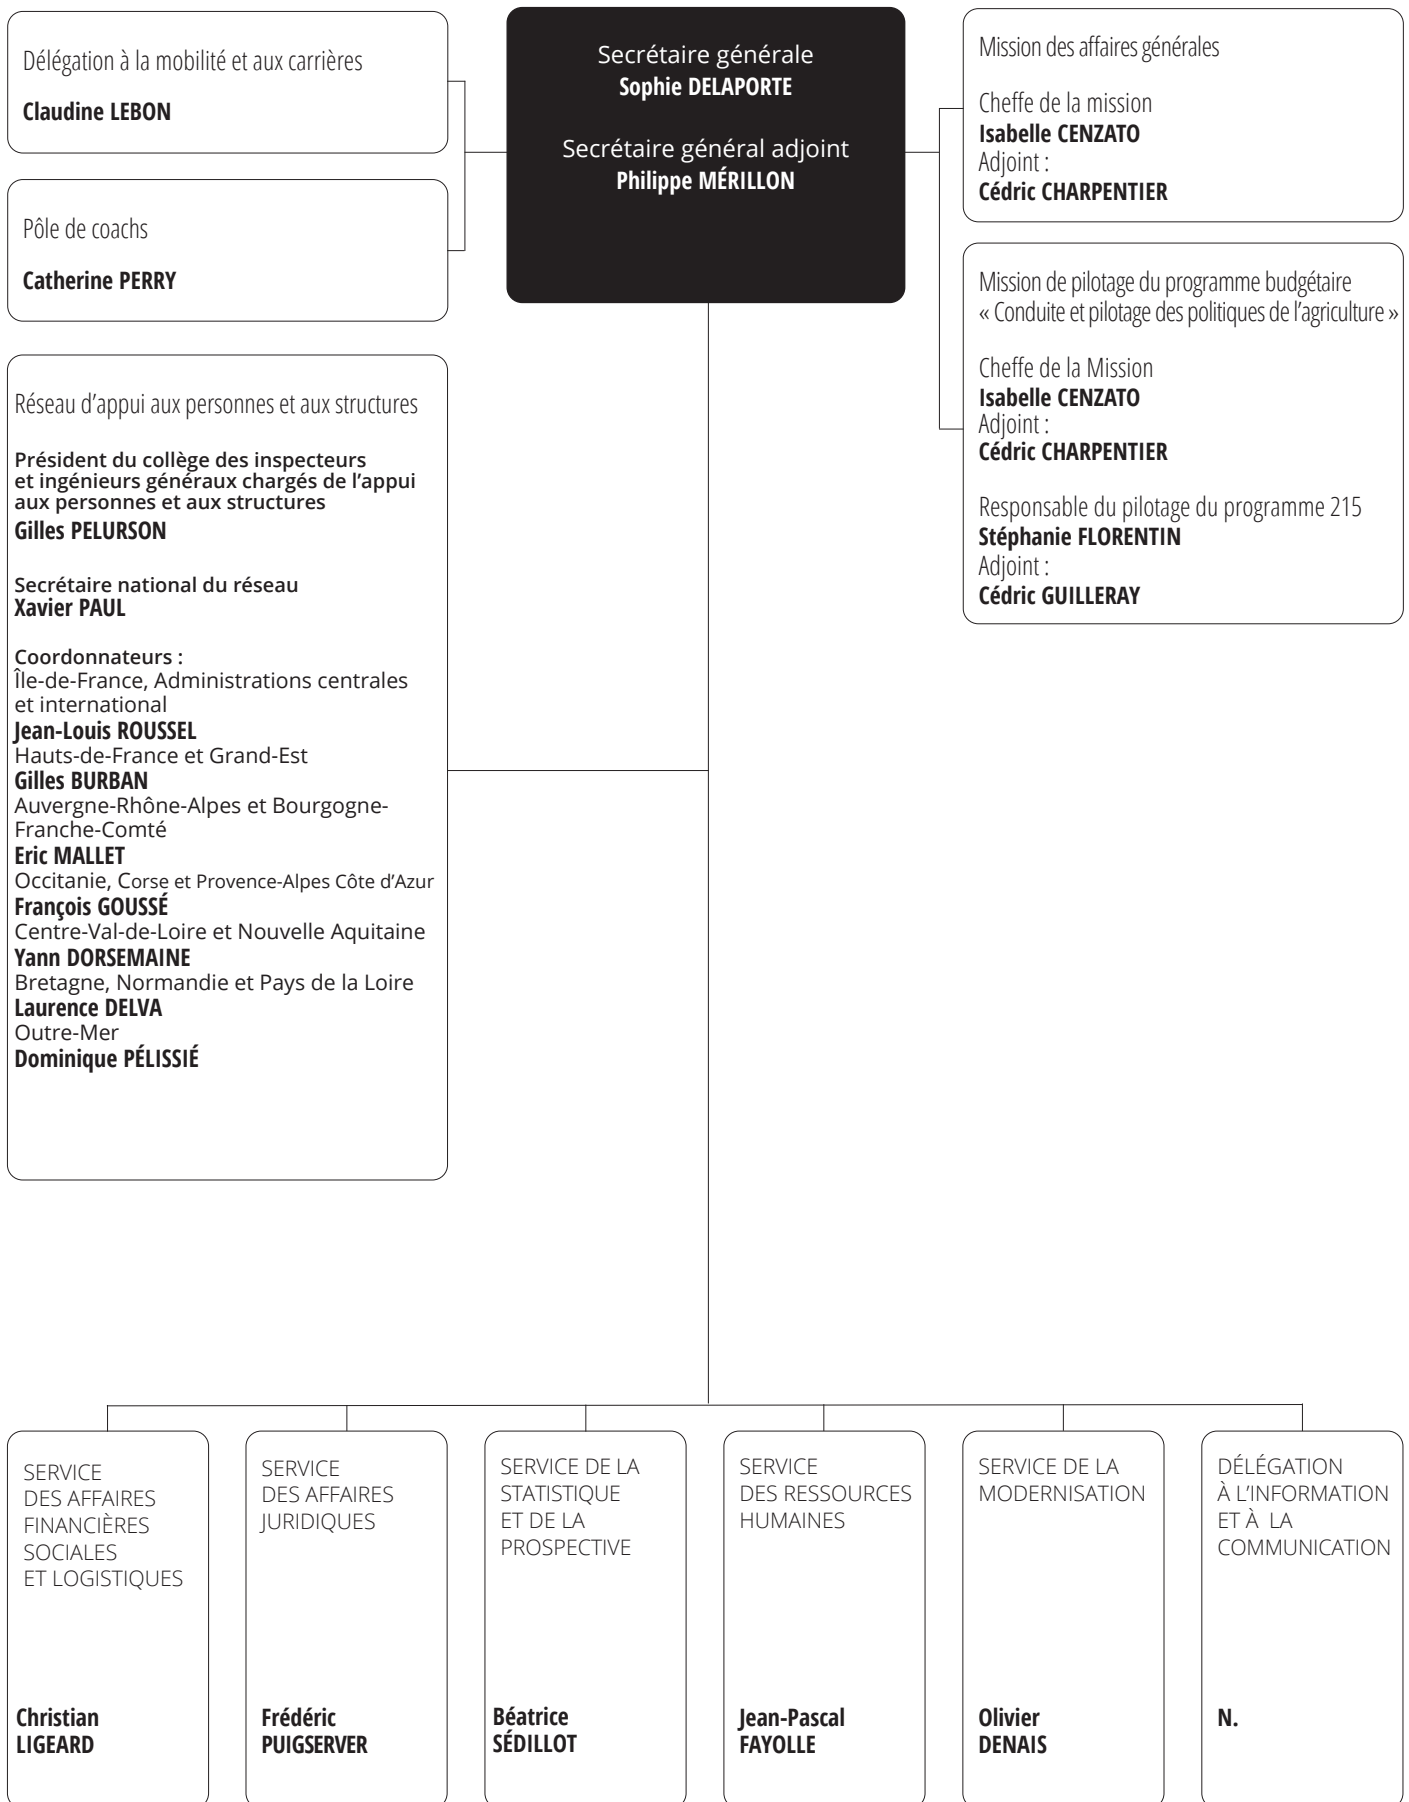 Délégation à la mobilité et aux carrières
Claudine LEBON
Pôle de coachs
Catherine PERRY
Secrétaire générale
Sophie DELAPORTE
Secrétaire général adjoint
Philippe MÉRILLON
Mission des affaires générales
Cheffe de la mission
Isabelle CENZATO
Adjoint :
Cédric CHARPENTIER
Mission de pilotage du programme budgétaire
« Conduite et pilotage des politiques de l’agriculture »
Cheffe de la Mission
Isabelle CENZATO
Adjoint :
Cédric CHARPENTIER
Responsable du pilotage du programme 215
Stéphanie FLORENTIN
Adjoint :
Cédric GUILLERAY
Réseau d’appui aux personnes et aux structures
Président du collège des inspecteurs
et ingénieurs généraux chargés de l’appui
aux personnes et aux structures
Gilles PELURSON
Secrétaire national du réseau
Xavier PAUL
Coordonnateurs :
Île-de-France, Administrations centrales
et international
Jean-Louis ROUSSEL
Hauts-de-France et Grand-Est
Gilles BURBAN
Auvergne-Rhône-Alpes et Bourgogne-
Franche-Comté
Eric MALLET
Occitanie, Corse et Provence-Alpes Côte d’Azur
François GOUSSÉ
Centre-Val-de-Loire et Nouvelle Aquitaine
Yann DORSEMAINE
Bretagne, Normandie et Pays de la Loire
Laurence DELVA
Outre-Mer
Dominique PÉLISSIÉ
SERVICE
DES AFFAIRES
FINANCIÈRES
SOCIALES
ET LOGISTIQUES
Christian
LIGEARD
SERVICE
DES AFFAIRES
JURIDIQUES
Frédéric
PUIGSERVER
SERVICE DE LA
STATISTIQUE
ET DE LA
PROSPECTIVE
Béatrice
SÉDILLOT
SERVICE
DES RESSOURCES
HUMAINES
Jean-Pascal
FAYOLLE
SERVICE DE LA
MODERNISATION
Olivier
DENAIS
DÉLÉGATION
À L’INFORMATION
ET À LA
COMMUNICATION
N.